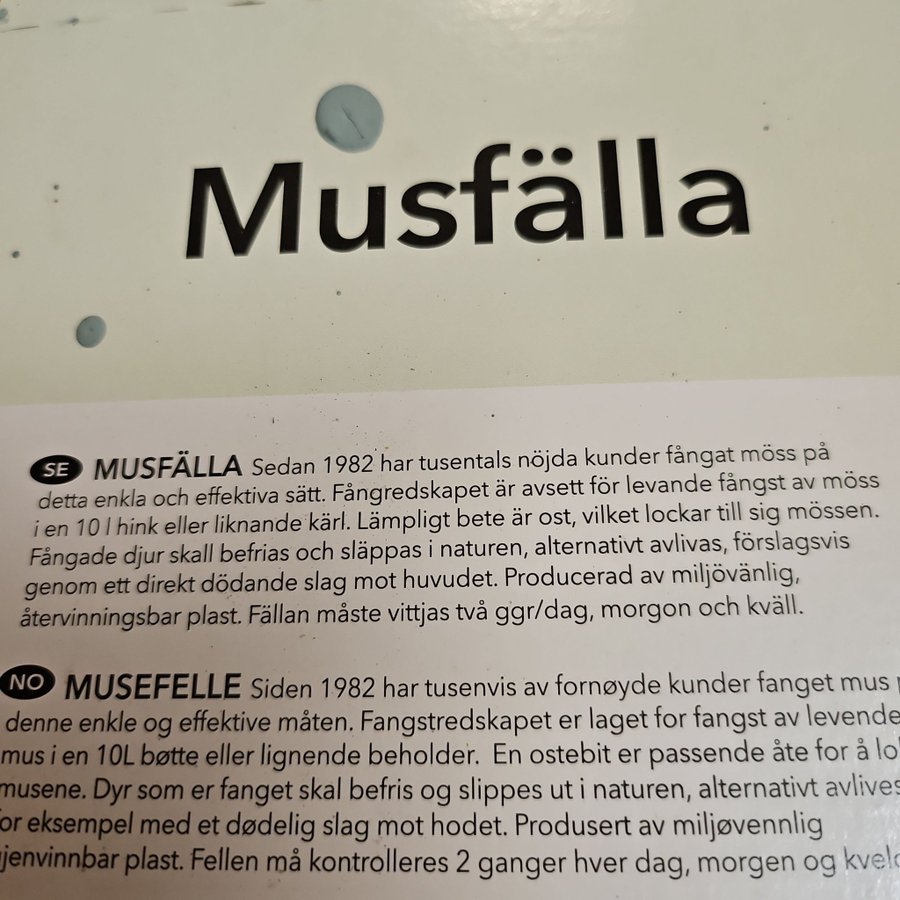 Musfälla
SE MUSFÄLLA Sedan 1982 har tusentals nöjda kunder fångat möss på
detta enkla och effektiva sätt. Fångredskapet är avsett för levande fångst av möss
i en 10 l hink eller liknande kärl. Lämpligt bete är ost, vilket lockar till sig mössen.
Fångade djur skall befrias och släppas i naturen, alternativt avlivas, förslagsvis
genom ett direkt dödande slag mot huvudet. Producerad av miljövänlig,
återvinningsbar plast. Fällan måste vittjas två ggr/dag, morgon och kväll.
NO MUSEFELLE Siden 1982 har tusenvis av fornøyde kunder fanget mus
denne enkle og effektive måten. Fangstredskapet er laget for fangst av levende
mus i en 10L bøtte eller lignende beholder. En ostebit er passende åte for å
musene. Dyr som er fanget skal befris og slippes ut i naturen, alternativt avlives
eksempel med et dødelig slag mot hodet. Produsert av miljøvennlig
plast. Fellen må kontrolleres 2 ganger hver dag, morgen og